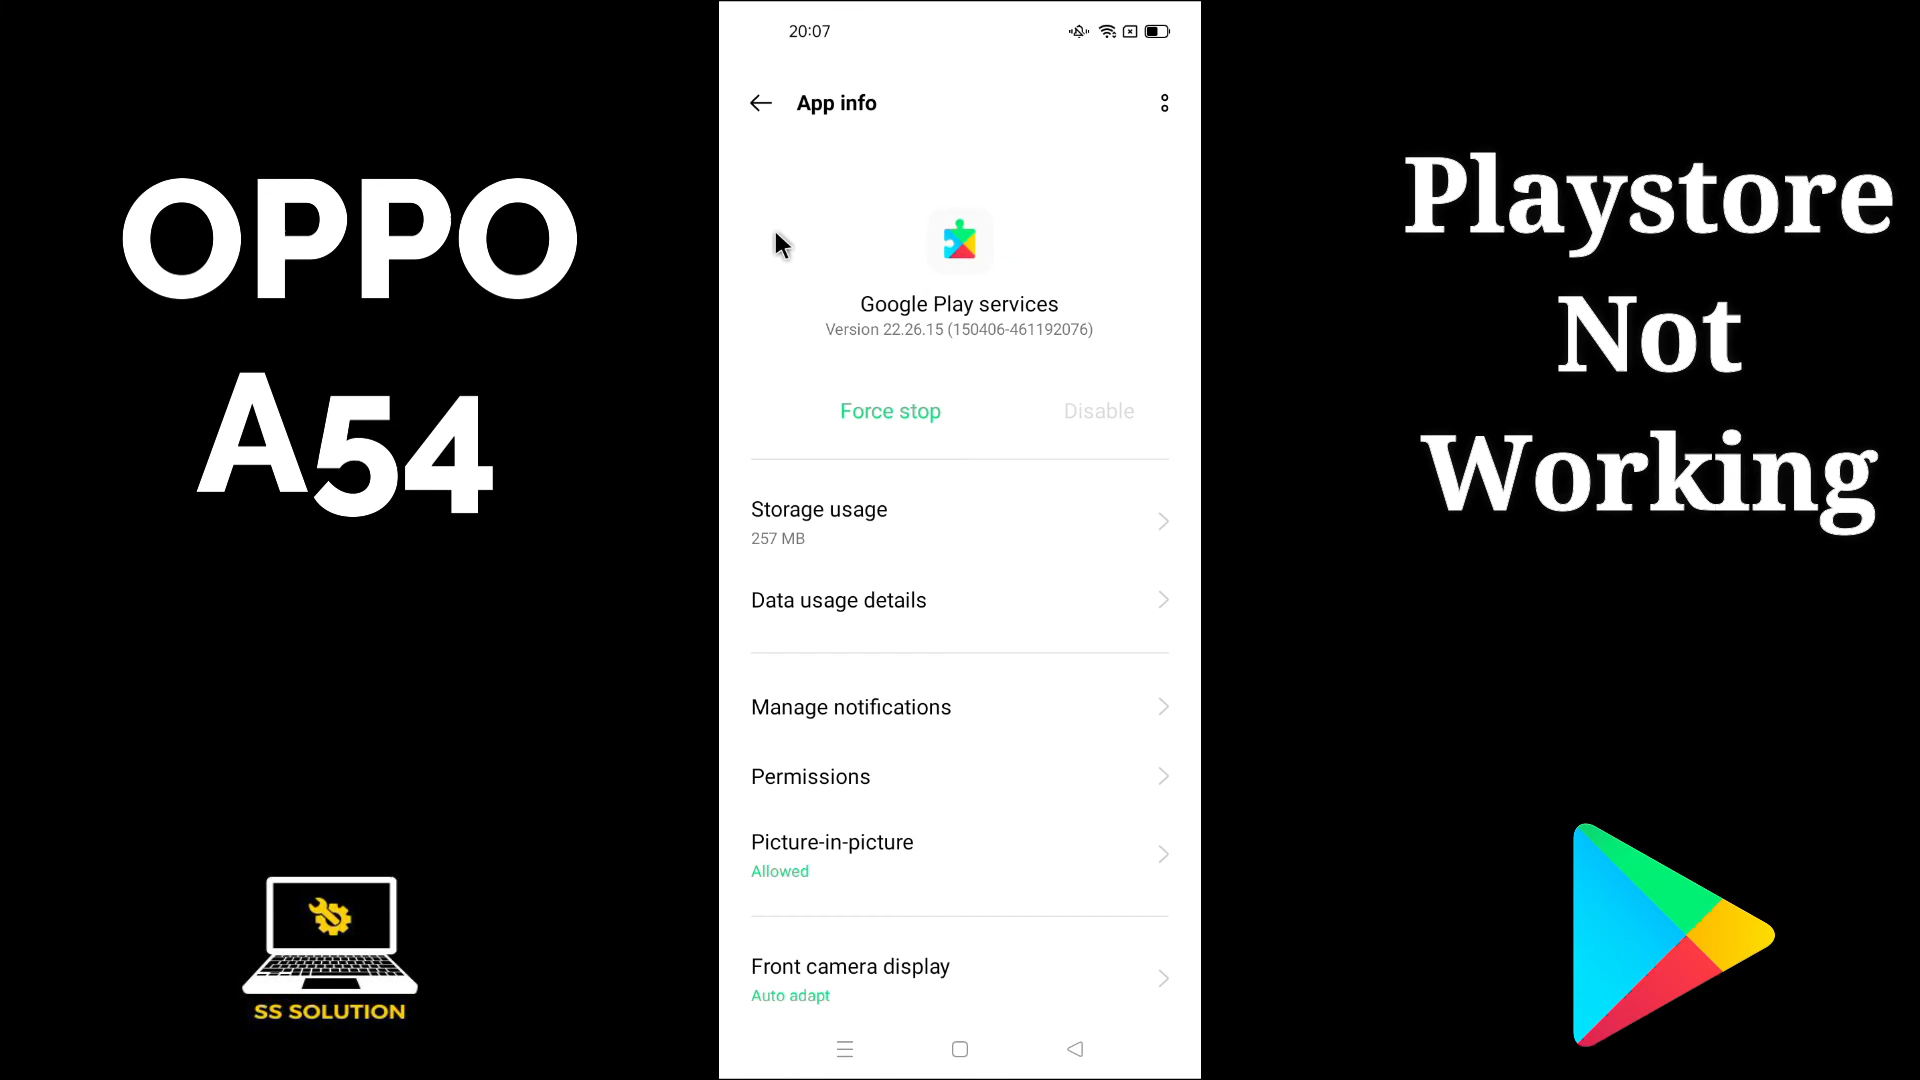 OPPO
A54
SS SOLUTION
20:07
App info
Google Play services
Version 22.26.15 (150406-461192076)
Force stop
Disable
Storage usage
257 MB
Data usage details
Manage notifications
Permissions
Picture-in-picture
Allowed
Front camera display
Auto adapt
Playstore
Not
Working